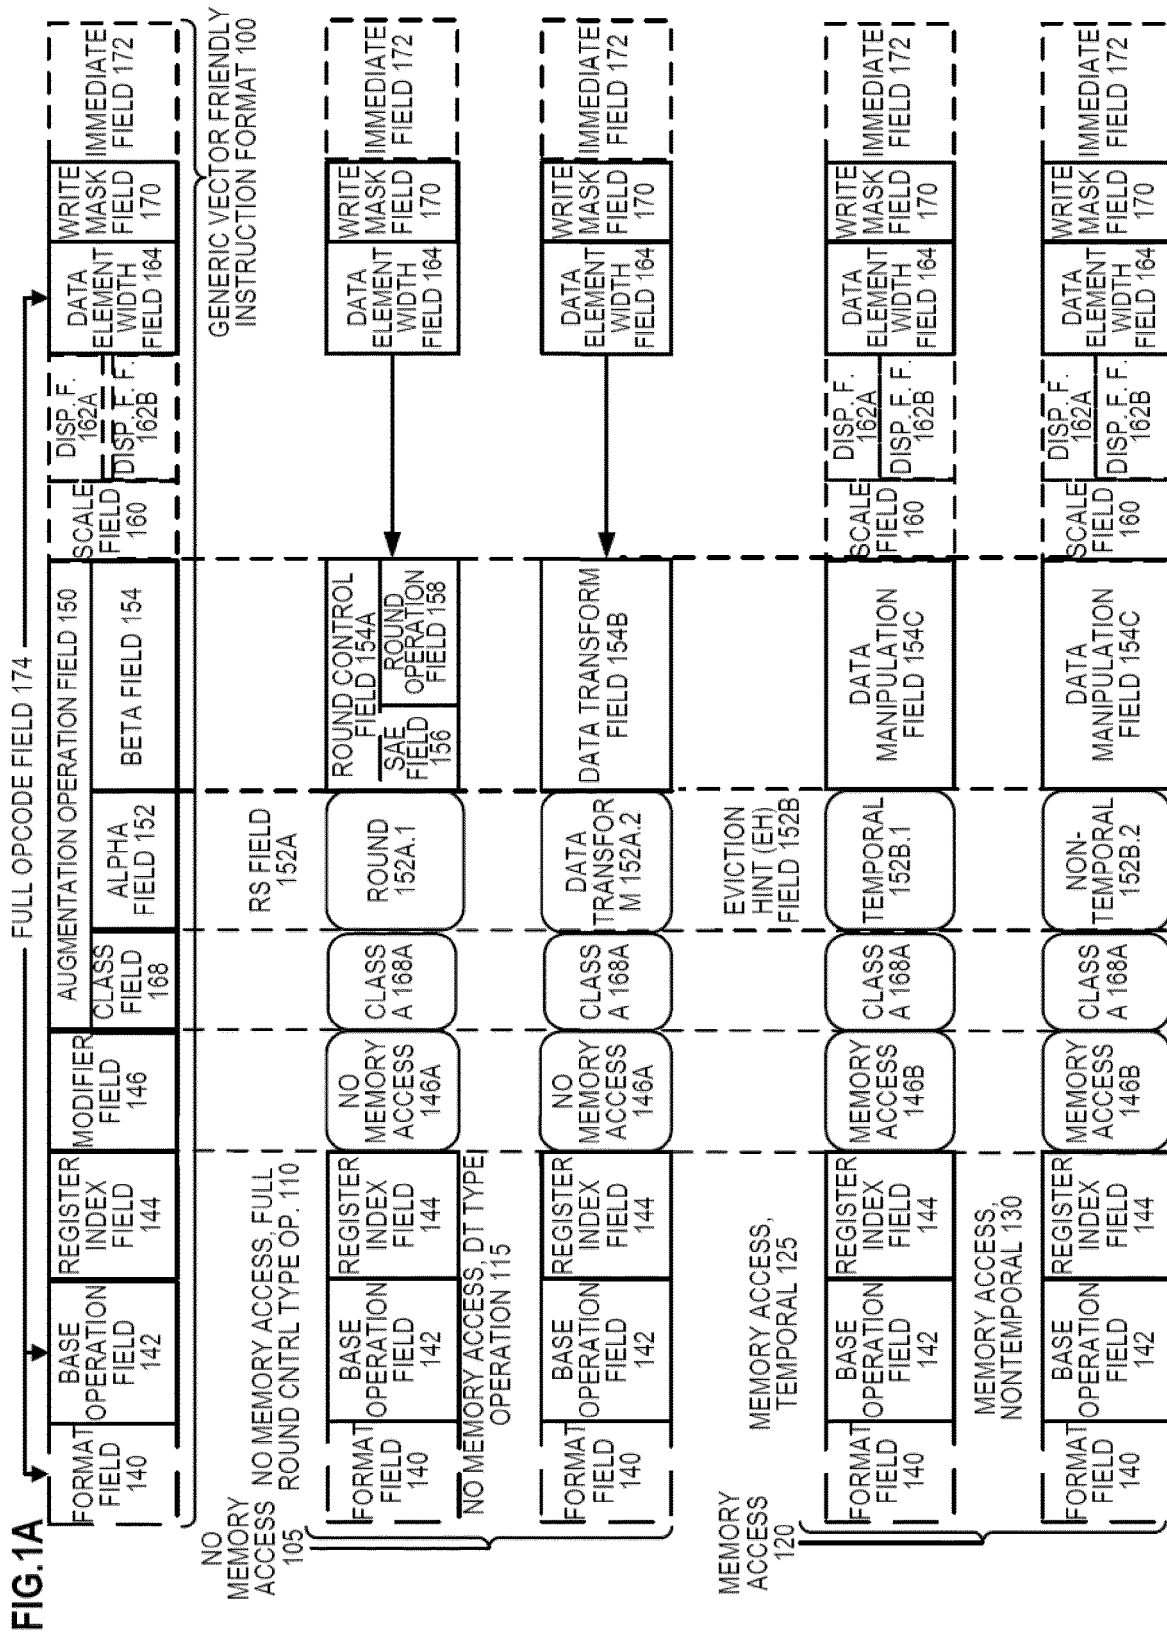 FIG.1A
FULL OPCODE FIELD 174
FORMAT
FIELD
140
BASE
OPERATION
FIELD
142
REGISTER
INDEX
FIELD
144
MODIFIER
FIELD
146
AUGMENTATION OPERATION FIELD 150
CLASS
FIELD
168
ALPHA
FIELD 152
BETA FIELD 154
SCALE
FIELD
160
DISP. F.
162A
DISP. F. F.
162B
DATA
ELEMENT
WIDTH
FIELD 164
WRITE
MASK
FIELD
170
IMMEDIATE
FIELD 172
GENERIC VECTOR FRIENDLY
INSTRUCTION FORMAT 100
NO
MEMORY
ACCESS
105
NO MEMORY ACCESS, FULL
ROUND CNTRL TYPE OP. 110
RS FIELD
152A
FORMAT
FIELD
140
BASE
OPERATION
FIELD
142
REGISTER
INDEX
FIELD
144
NO
MEMORY
ACCESS
146A
CLASS
A 168A
ROUND
152A.1
ROUND CONTROL
FIELD 154A
SAE
FIELD
156
ROUND
OPERATION
FIELD 158
DATA
ELEMENT
WIDTH
FIELD 164
WRITE
MASK
FIELD
170
IMMEDIATE
FIELD 172
NO MEMORY ACCESS, DT TYPE
OPERATION 115
FORMAT
FIELD
140
BASE
OPERATION
FIELD
142
REGISTER
INDEX
FIELD
144
NO
MEMORY
ACCESS
146A
CLASS
A 168A
DATA
TRANSFOR
M 152A.2
DATA TRANSFORM
FIELD 154B
DATA
ELEMENT
WIDTH
FIELD 164
WRITE
MASK
FIELD
170
IMMEDIATE
FIELD 172
MEMORY
ACCESS
120
MEMORY ACCESS,
TEMPORAL 125
EVICTION
HINT (EH)
FIELD 152B
FORMAT
FIELD
140
BASE
OPERATION
FIELD
142
REGISTER
INDEX
FIELD
144
MEMORY
ACCESS
146B
CLASS
A 168A
TEMPORAL
152B.1
DATA
MANIPULATION
FIELD 154C
SCALE
FIELD
160
DISP. F.
162A
DISP. F. F.
162B
DATA
ELEMENT
WIDTH
FIELD 164
WRITE
MASK
FIELD
170
IMMEDIATE
FIELD 172
MEMORY ACCESS,
NONTEMPORAL 130
FORMAT
FIELD
140
BASE
OPERATION
FIELD
142
REGISTER
INDEX
FIELD
144
MEMORY
ACCESS
146B
CLASS
A 168A
NON-
TEMPORAL
152B.2
DATA
MANIPULATION
FIELD 154C
SCALE
FIELD
160
DISP. F.
162A
DISP. F. F.
162B
DATA
ELEMENT
WIDTH
FIELD 164
WRITE
MASK
FIELD
170
IMMEDIATE
FIELD 172